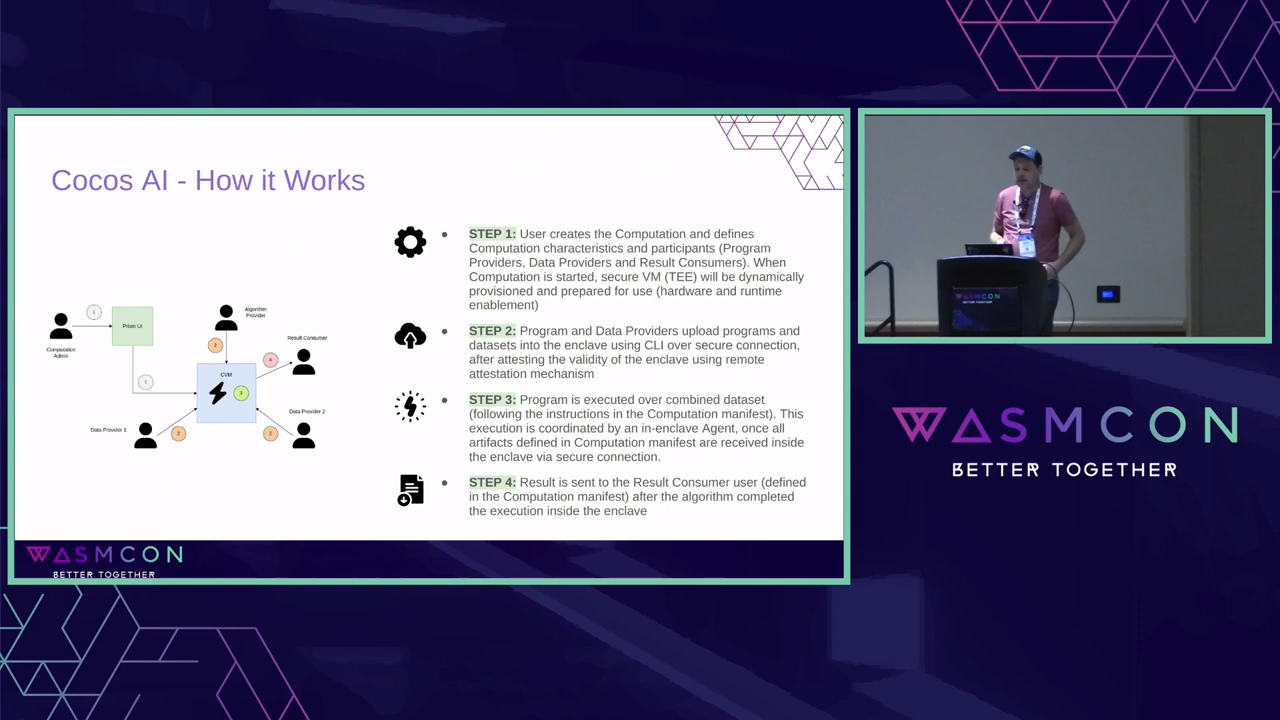 Cocos AI - How it Works
STEP 1: User creates the Computation and defines
Computation characteristics and participants (Program
Providers, Data Providers and Result Consumers). When
Computation is started, secure VM (TEE) will be dynamically
provisioned and prepared for use (hardware and runtime
enablement)
STEP 2: Program and Data Providers upload programs and
datasets into the enclave using CLI over secure connection,
after attesting the validity of the enclave using remote
attestation mechanism
STEP 3: Program is executed over combined dataset
(following the instructions in the Computation manifest). This
execution is coordinated by an in-enclave Agent, once all
artifacts defined in Computation manifest are received inside
the enclave via secure connection.
STEP 4: Result is sent to the Result Consumer user (defined
in the Computation manifest) after the algorithm completed
the execution inside the enclave
1
Prism UI
Computation
Admin
Algorithm
Provider
2
Result Consumer
4
CVM
3
1
Data Provider 1
2
Data Provider 2
2
WASMCON
BETTER TOGETHER
WASMCON
WASMCON
BETTER TOGETHER